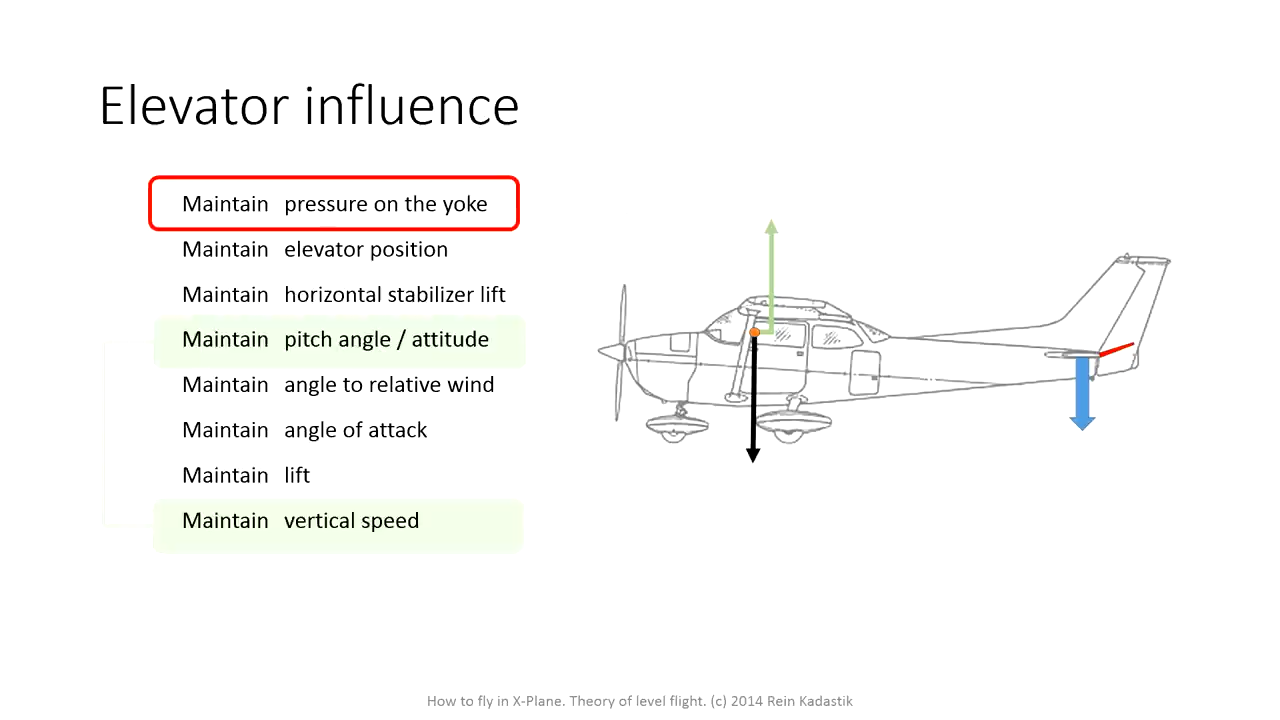 Elevator influence
Maintain pressure on the yoke
Maintain elevator position
Maintain horizontal stabilizer lift
Maintain pitch angle / attitude
Maintain angle to relative wind
Maintain angle of attack
Maintain lift
Maintain vertical speed
How to fly in X-Plane. Theory of level flight. (c) 2014 Rein Kadastik